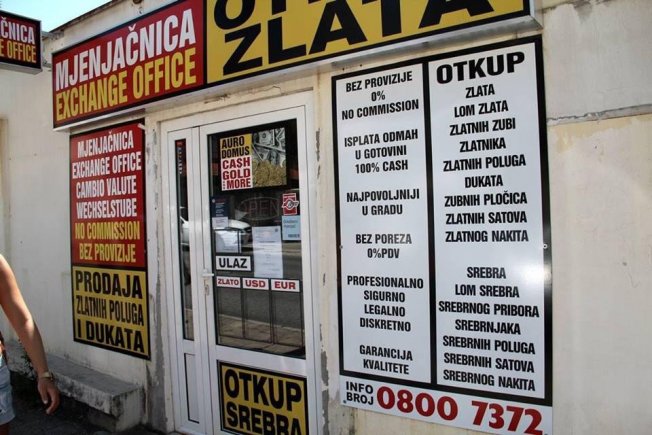 MJENJAČNICA
EXCHANGE OFFICE
OTKUP
ZLATA
MJENJAČNICA
EXCHANGE OFFICE
CAMBIO VALUTE
WECHSELSTUBE
NO COMMISSION
BEZ PROVIZIJE
PRODAJA
ZLATNIH POLUGA
I DUKATA
AURO
DOMUS
CASH
GOLD
AND
MORE
OPEN
ULAZ
ZLATO USD EUR
OTKUP
SREBRA
BEZ PROVIZIJE
0%
NO COMMISSION
ISPLATA ODMAH
U GOTOVINI
100% CASH
NAJPOVOLJNIJI
U GRADU
BEZ POREZA
0%PDV
PROFESIONALNO
SIGURNO
LEGALNO
DISKRETNO
GARANCIJA
KVALITETE
OTKUP
ZLATA
LOM ZLATA
ZLATNIH ZUBI
ZLATNIKA
ZLATNIH POLUGA
DUKATA
ZUBNIH PLOČICA
ZLATNIH SATOVA
ZLATNOG NAKITA
SREBRA
LOM SREBRA
SREBRNOG PRIBORA
SREBRNJAKA
SREBRNIH POLUGA
SREBRNIH SATOVA
SREBRNOG NAKITA
INFO
BROJ 0800 7372